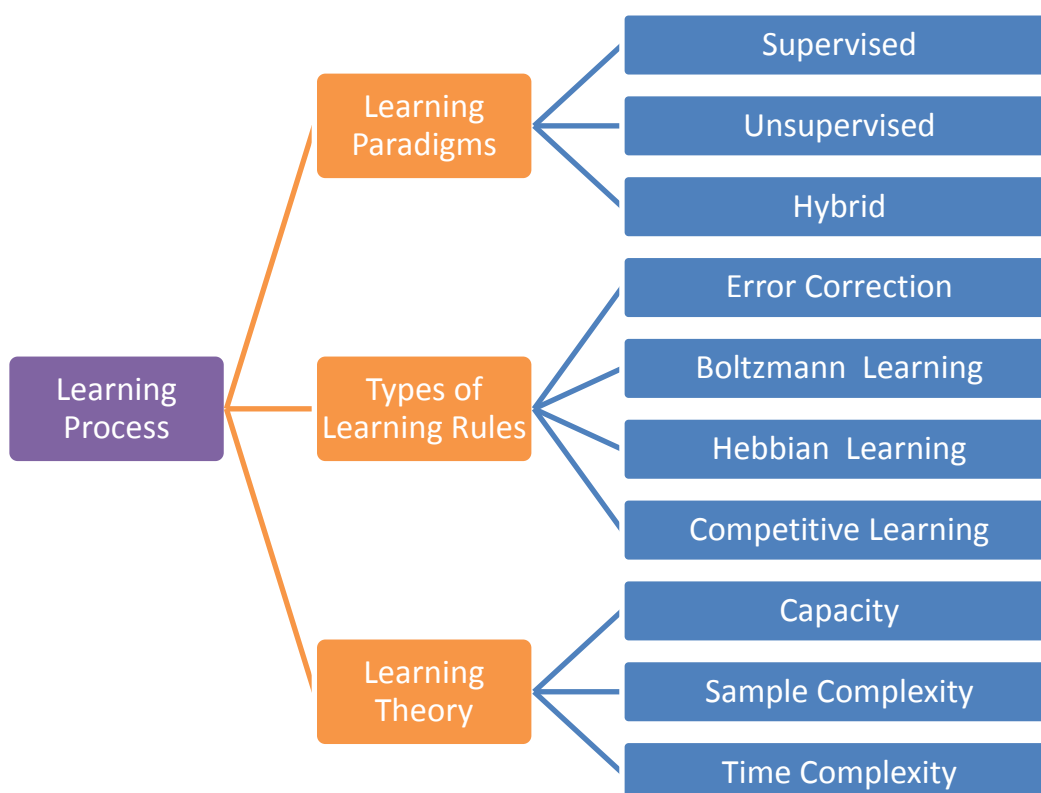 Learning
Process
Learning
Paradigms
Supervised
Unsupervised
Hybrid
Types of
Learning Rules
Error Correction
Boltzmann  Learning
Hebbian  Learning
Competitive Learning
Learning
Theory
Capacity
Sample Complexity
Time Complexity